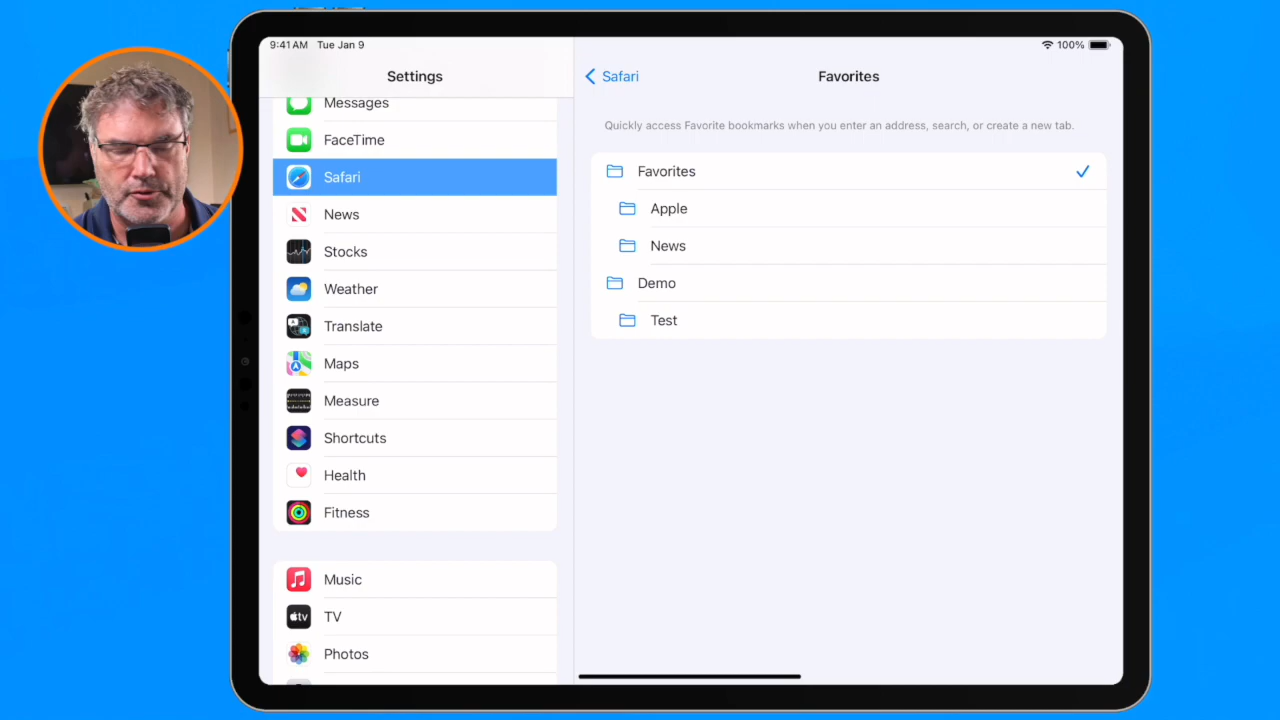 9:41 AM Tue Jan 9
100%
Settings
Messages
FaceTime
Safari
News
Stocks
Weather
Translate
Maps
Measure
Shortcuts
Health
Fitness
Music
TV
Photos
Safari
Favorites
Quickly access Favorite bookmarks when you enter an address, search, or create a new tab.
Favorites
Apple
News
Demo
Test